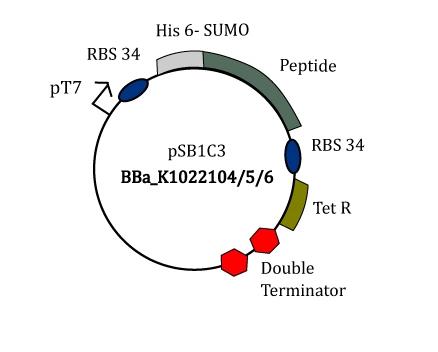 His 6- SUMO
RBS 34
Peptide
pT7
RBS 34
pSB1C3
BBa_K1022104/5/6
Tet R
Double
Terminator